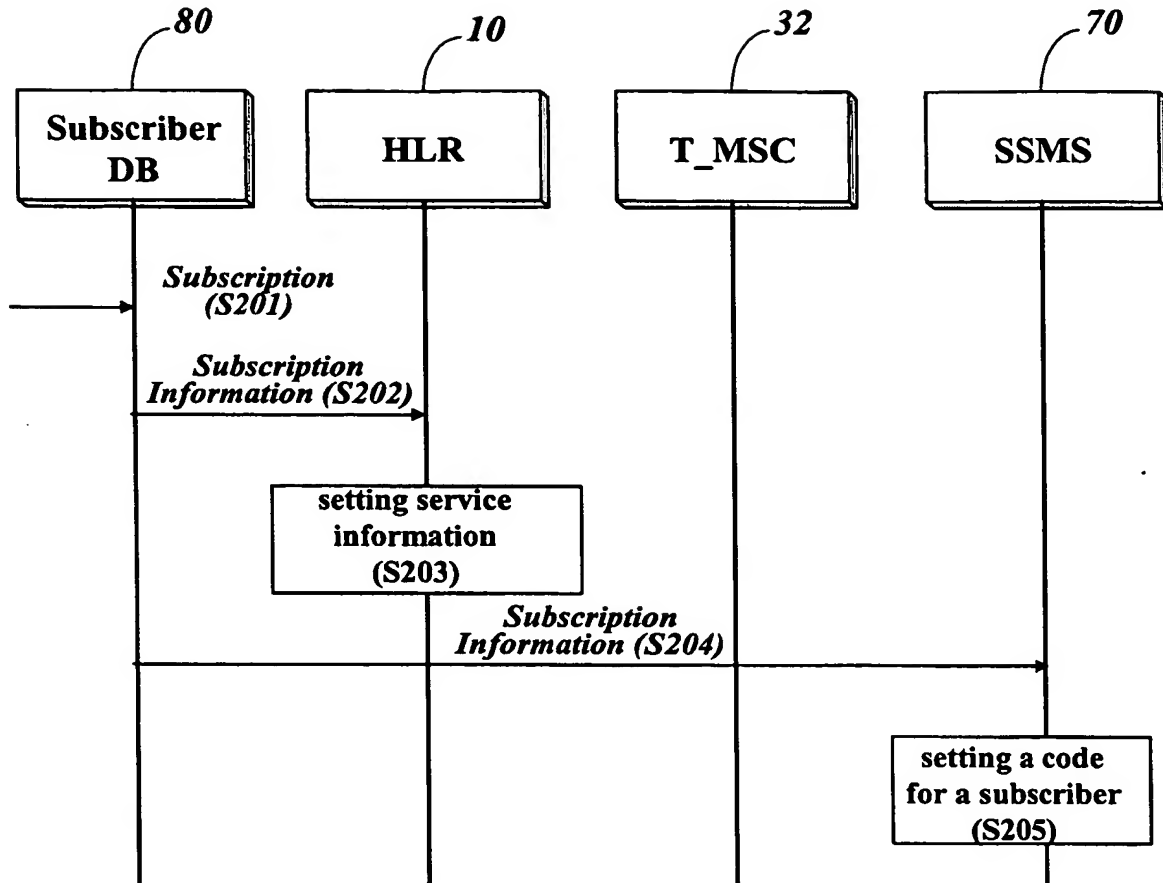 80
10
32
70
Subscriber
DB
HLR
T_MSC
SSMS
Subscription
(S201)
Subscription
Information (S202)
setting service
information
(S203)
Subscription
Information (S204)
setting a code
for a subscriber
(S205)